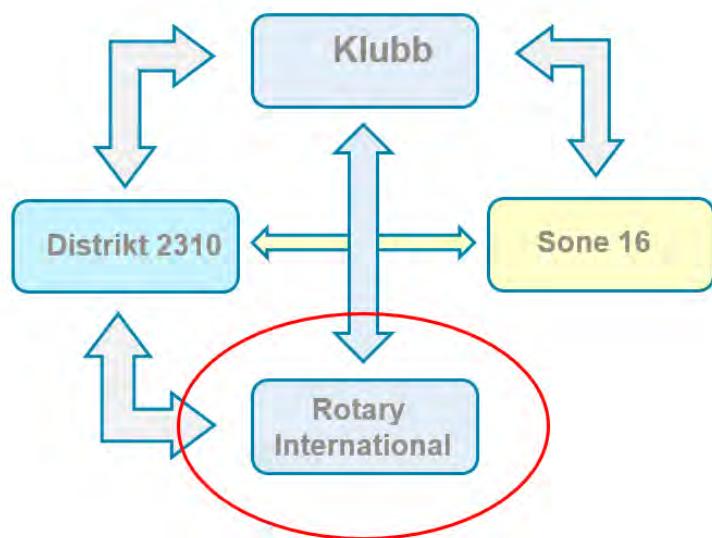 Klubb
Distrikt 2310
Sone 16
Rotary
International